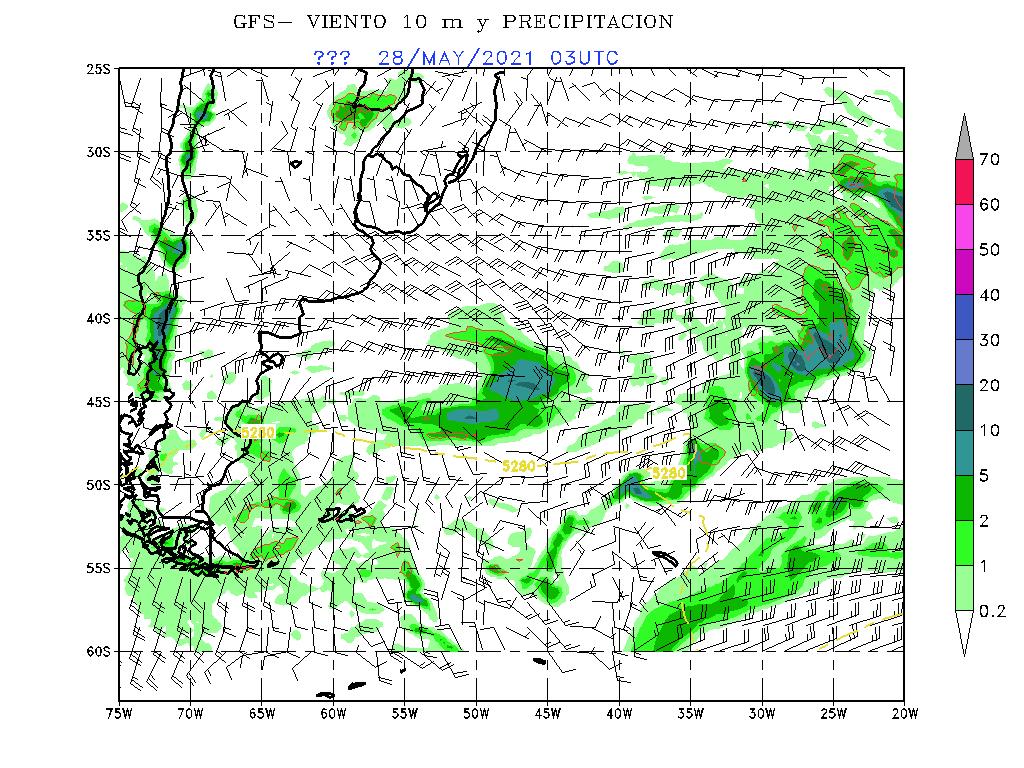 GFS— VIENTO 10 m y PRECIPITACION
??? 28/MAY/2021 03UTC
25S
30S
35S
40S
45S
50S
55S
60S
75W 70W 65W 60W 55W 50W 45W 40W 35W 30W 25W 20W
5280
5280
5280
70
60
50
40
30
20
10
5
2
1
0.2